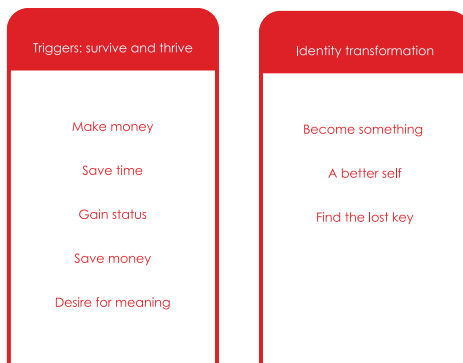 Triggers: survive and thrive
Make money
Save time
Gain status
Save money
Desire for meaning
Identity transformation
Become something
A better self
Find the lost key